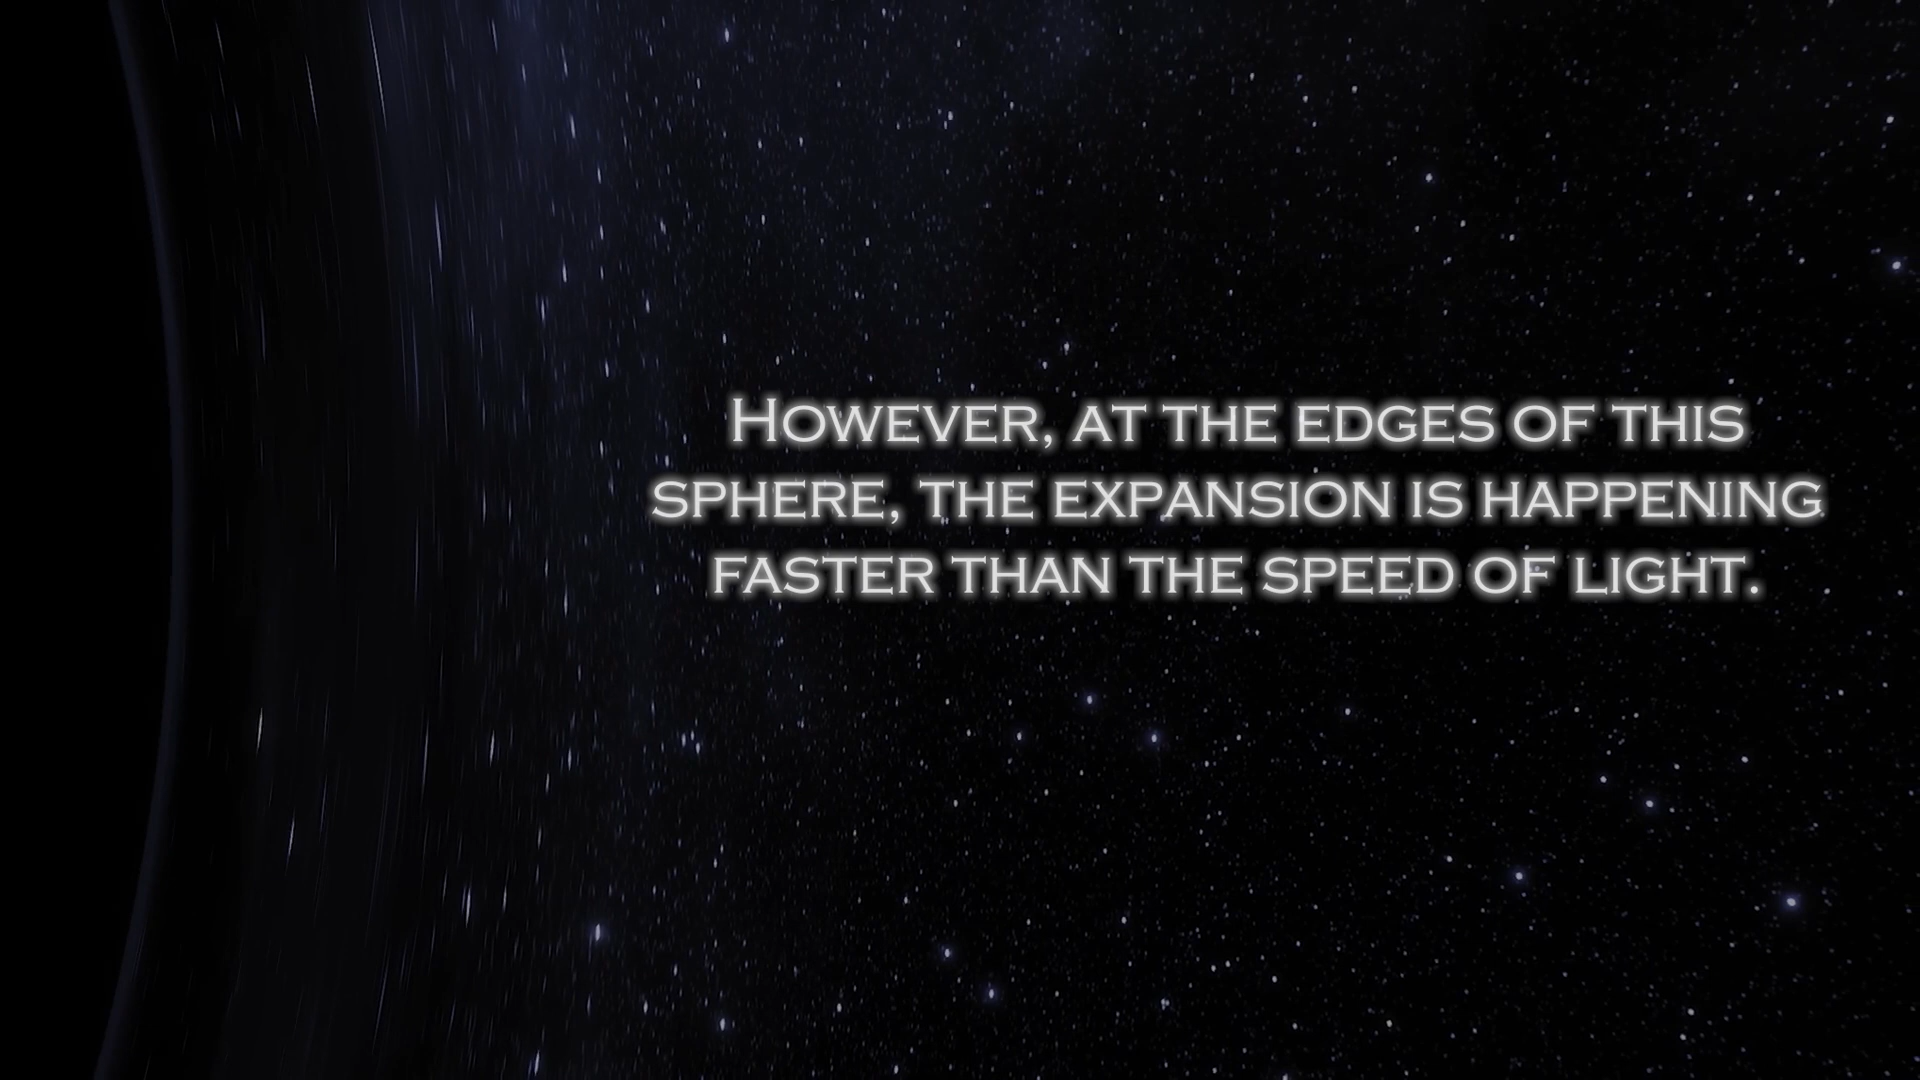 However, at the edges of this
sphere, the expansion is happening
faster than the speed of light.